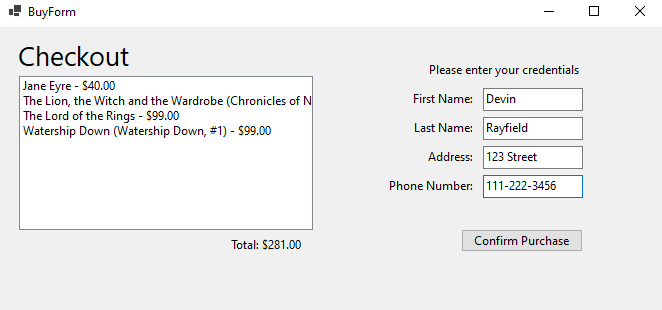 BuyForm
Checkout
Jane Eyre - $40.00
The Lion, the Witch and the Wardrobe (Chronicles of N
The Lord of the Rings - $99.00
Watership Down (Watership Down, #1) - $99.00
Total: $281.00
Please enter your credentials
First Name: Devin
Last Name: Rayfield
Address: 123 Street
Phone Number: 111-222-3456
Confirm Purchase